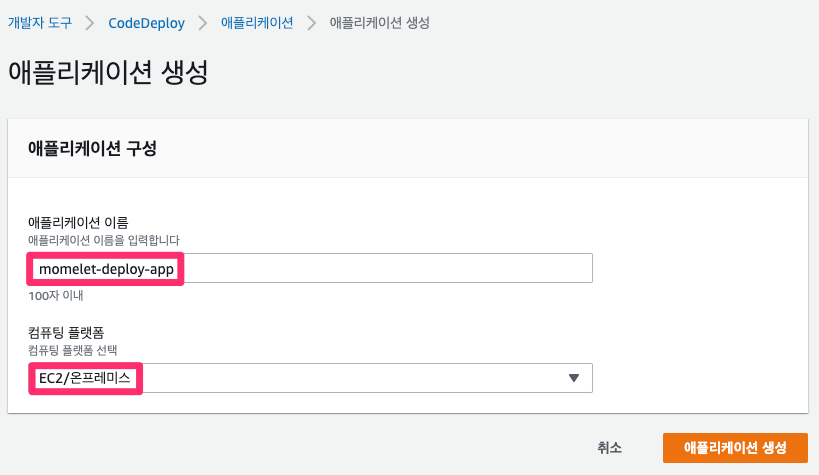 개발자 도구 > CodeDeploy > 애플리케이션 > 애플리케이션 생성
애플리케이션 생성
애플리케이션 구성
애플리케이션 이름
애플리케이션 이름을 입력합니다
momelet-deploy-app
100자 이내
컴퓨팅 플랫폼
컴퓨팅 플랫폼 선택
EC2/온프레미스
취소 애플리케이션 생성